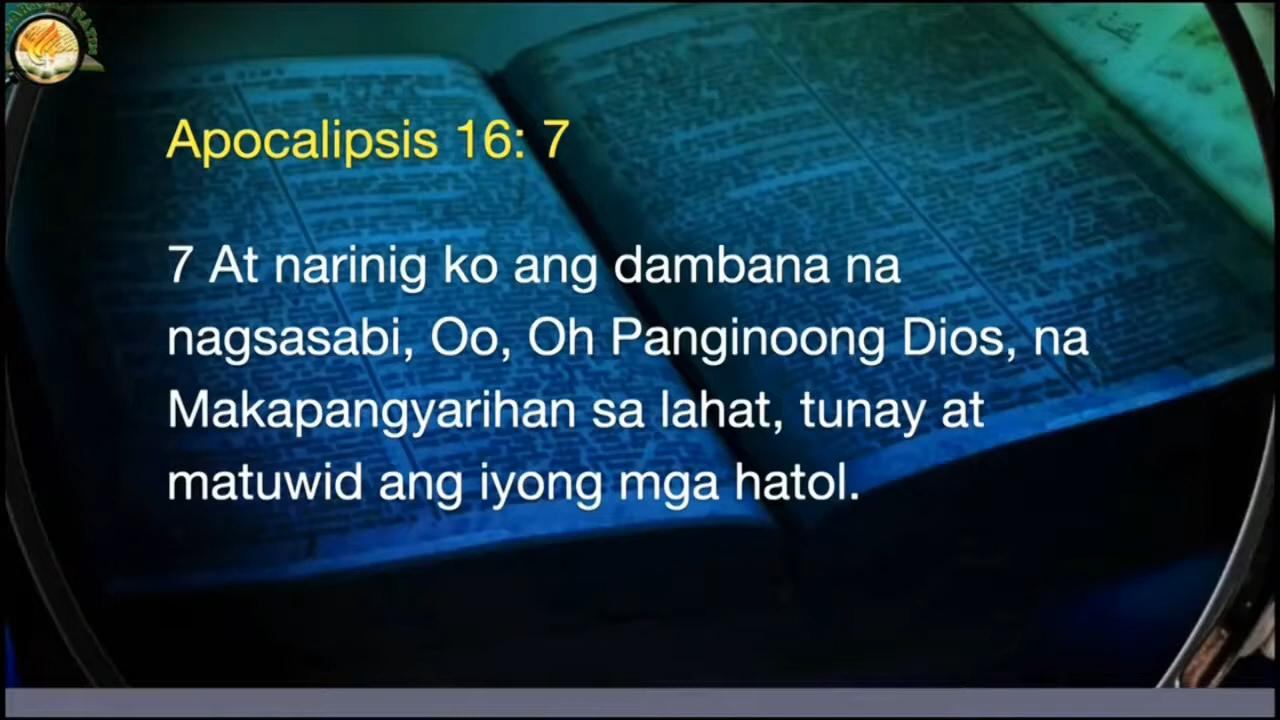 Apocalipsis 16: 7
7 At narinig ko ang dambana na
nagsasabi, Oo, Oh Panginoong Dios, na
Makapangyarihan sa lahat, tunay at
matuwid ang iyong mga hatol.